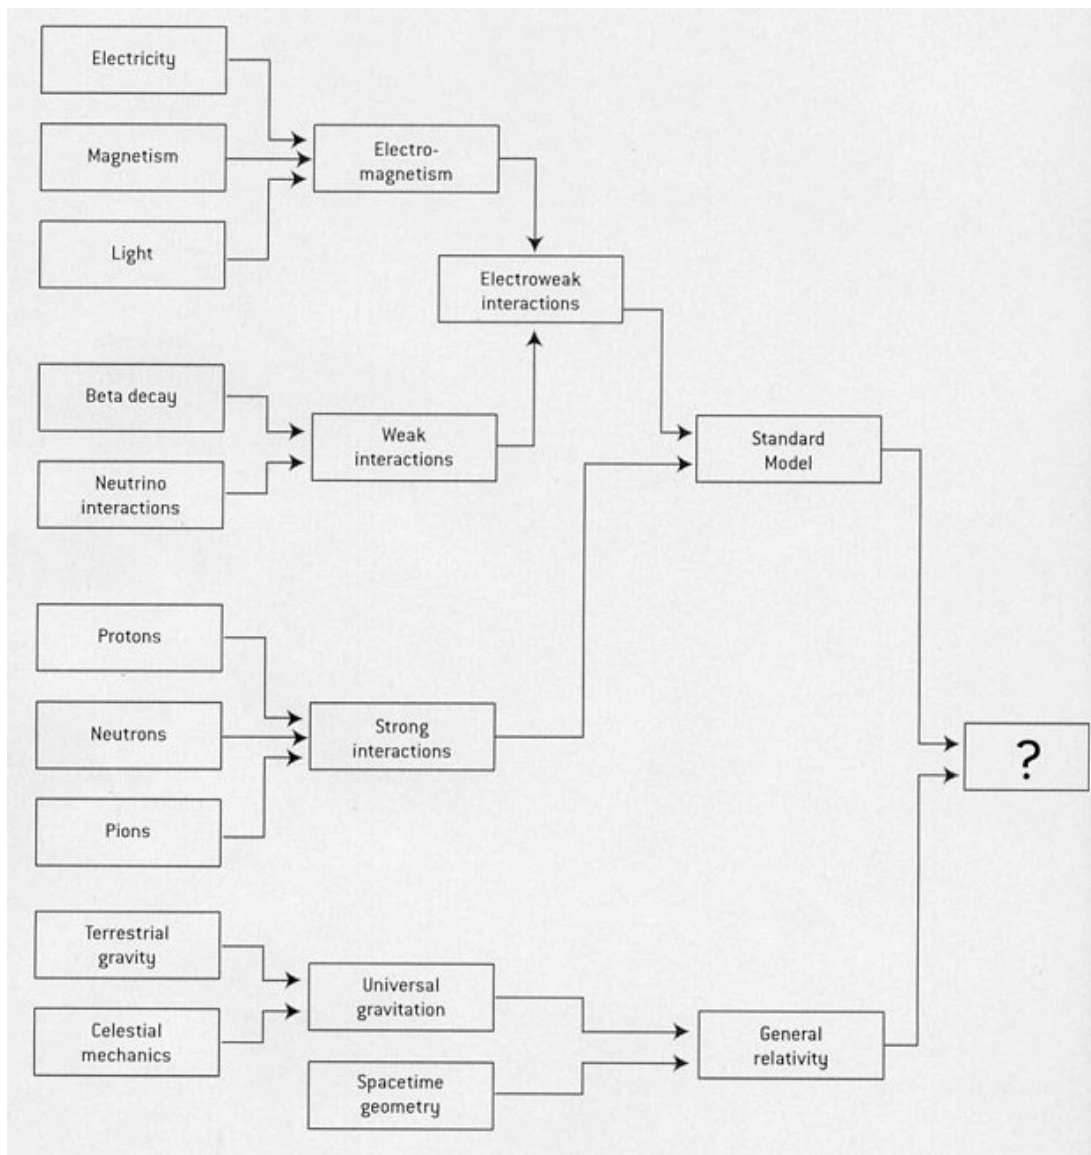 Electricity
Magnetism
Light
Electro-
magnetism
Electroweak
interactions
Beta decay
Neutrino
interactions
Weak
interactions
Standard
Model
Protons
Neutrons
Pions
Strong
interactions
?
Terrestrial
gravity
Celestial
mechanics
Universal
gravitation
Spacetime
geometry
General
relativity